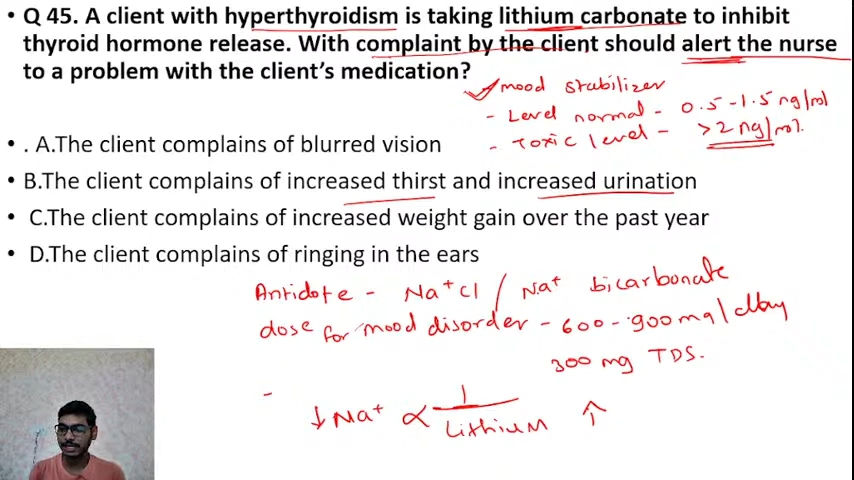 • Q 45. A client with hyperthyroidism is taking lithium carbonate to inhibit
thyroid hormone release. With complaint by the client should alert the nurse
to a problem with the client's medication?
mood stabilizer
- Level normal - 0.5-1.5 ng/ml
- Toxic level - >2 ng/ml.
• . A.The client complains of blurred vision
• B.The client complains of increased thirst and increased urination
• C.The client complains of increased weight gain over the past year
• D.The client complains of ringing in the ears
Antidote - Na⁺Cl / Na⁺ bicarbonate
dose for mood disorder - 600-900mg/day
300 mg TDS.
-
↓Na⁺ ∝ 1/Lithium ↑